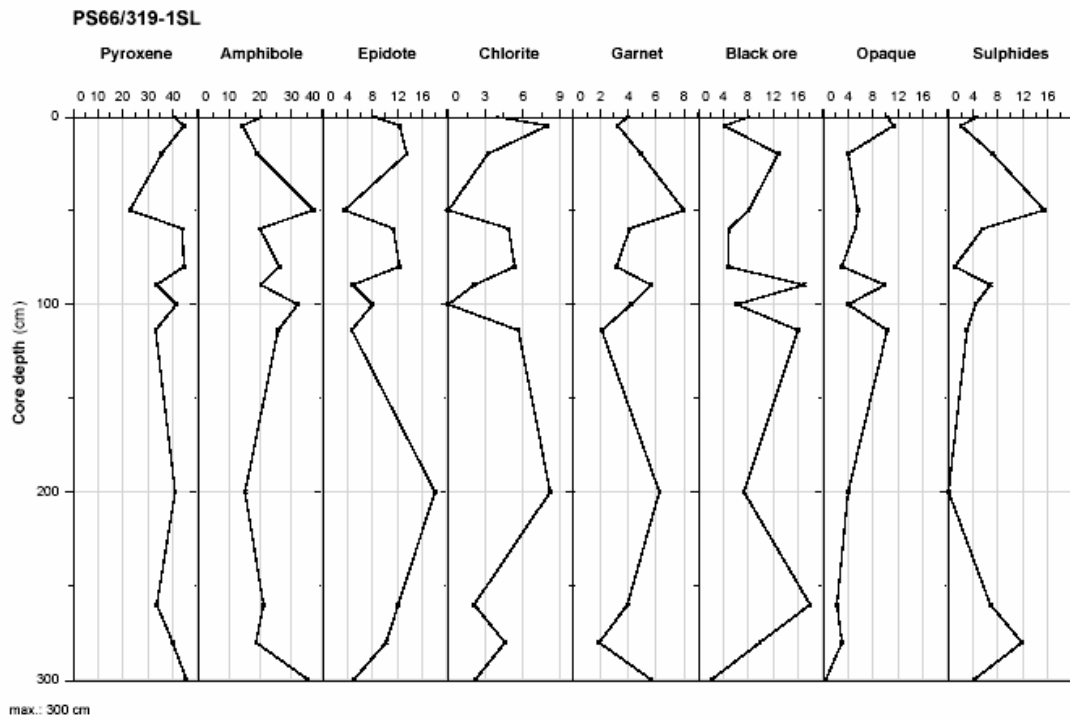 PS66/319-1SL
Pyroxene Amphibole Epidote Chlorite Garnet Black ore Opaque Sulphides
0 10 20 30 40 0 20 30 40 0 4 8 12 16 0 3 6 9 0 2 4 6 8 0 4 8 12 16 0 4 8 12 16 0 4 8 12 16
0
100
Core depth (cm)
200
300
max.: 300 cm